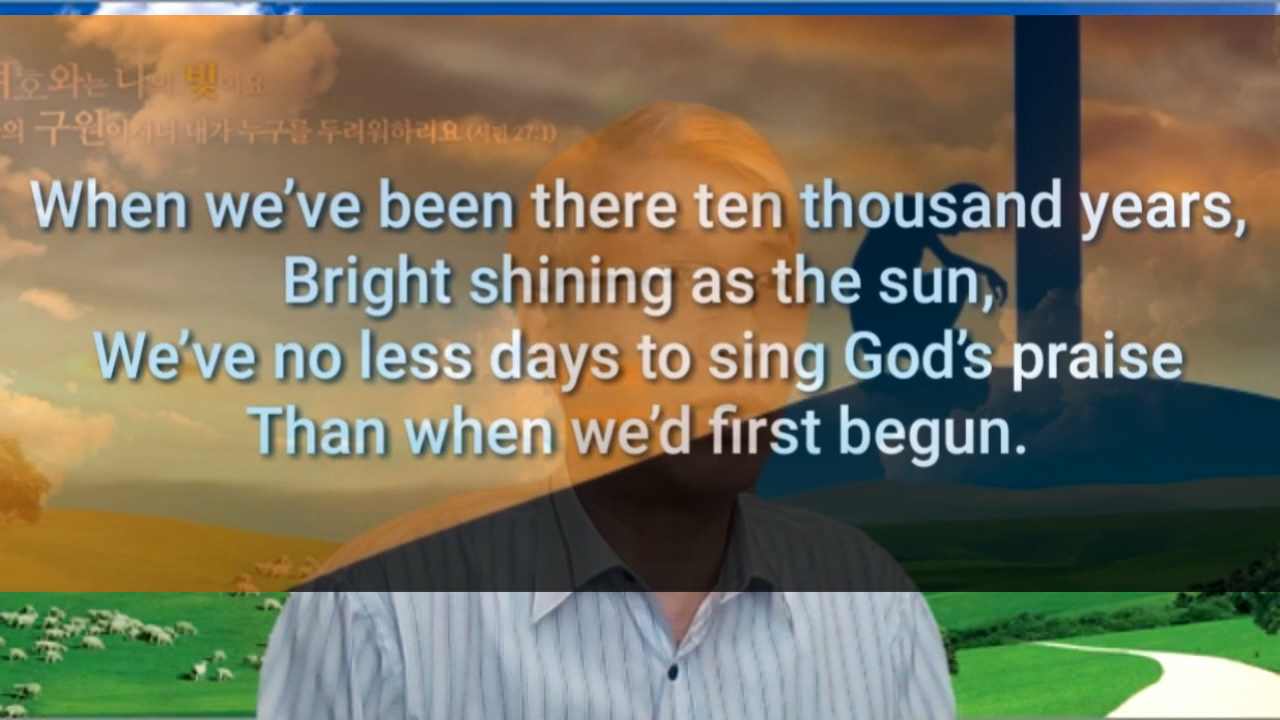 호와는 나의 빛이요
의 구원이시니 내가 누구를 두려워하리요 (시편 27:1)
When we’ve been there ten thousand years,
Bright shining as the sun,
We’ve no less days to sing God’s praise
Than when we’d first begun.